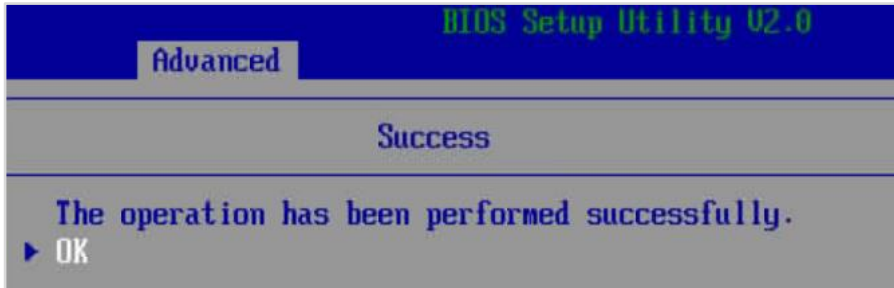 BIOS Setup Utility V2.0
Advanced
Success
The operation has been performed successfully.
OK